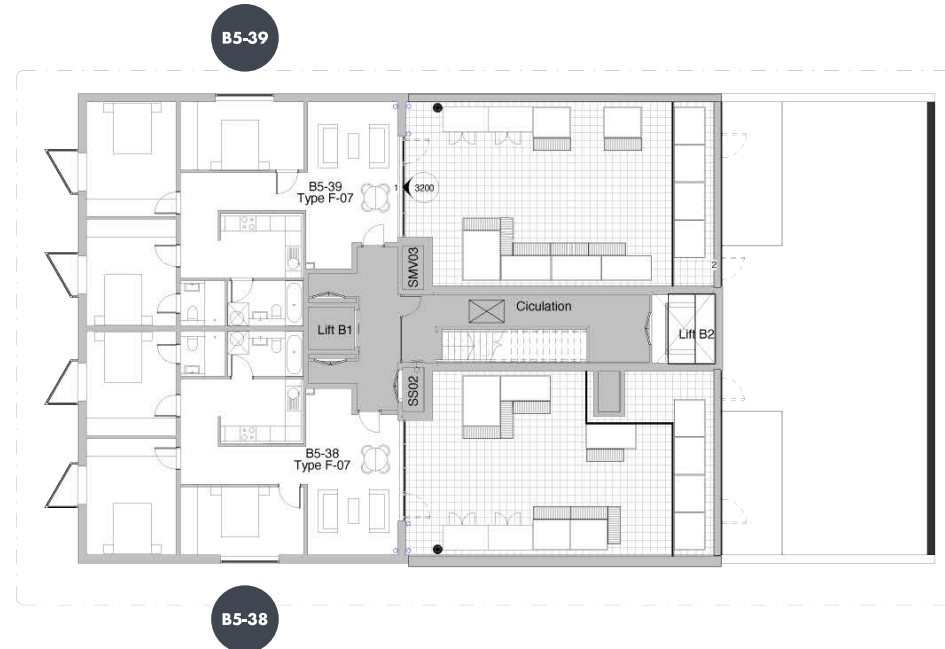 B5-39
B5-39
Type F-07
1
3200
SMV03
2
Ciculation
Lift B1
Lift B2
SS02
B5-38
Type F-07
B5-38